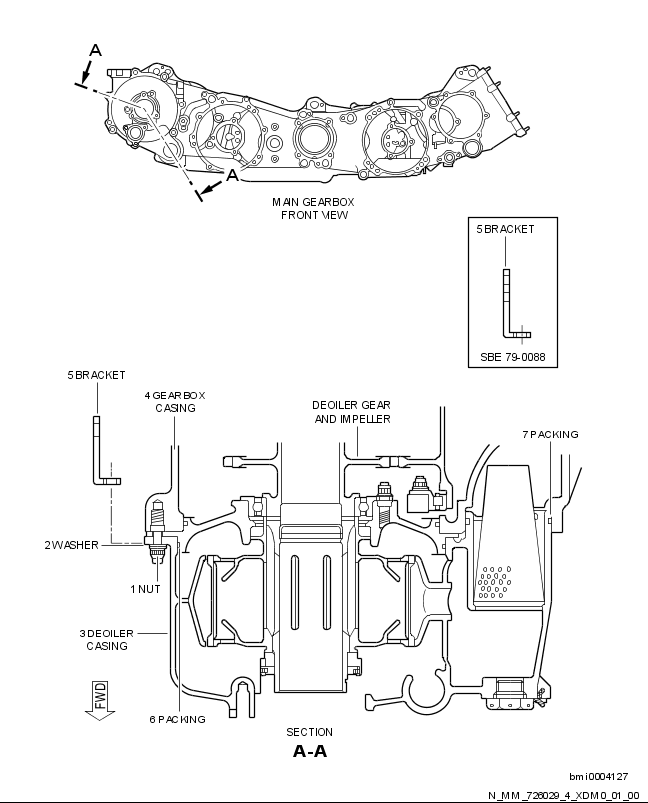 A
A
MAIN GEARBOX
FRONT VIEW
5 BRACKET
SBE 79-0088
5 BRACKET
4 GEARBOX
CASING
DEOILER GEAR
AND IMPELLER
7 PACKING
2 WASHER
1 NUT
3 DEOILER
CASING
FWD
6 PACKING
SECTION
A-A
bmi0004127
N_MM_726029_4_XDM0_01_00